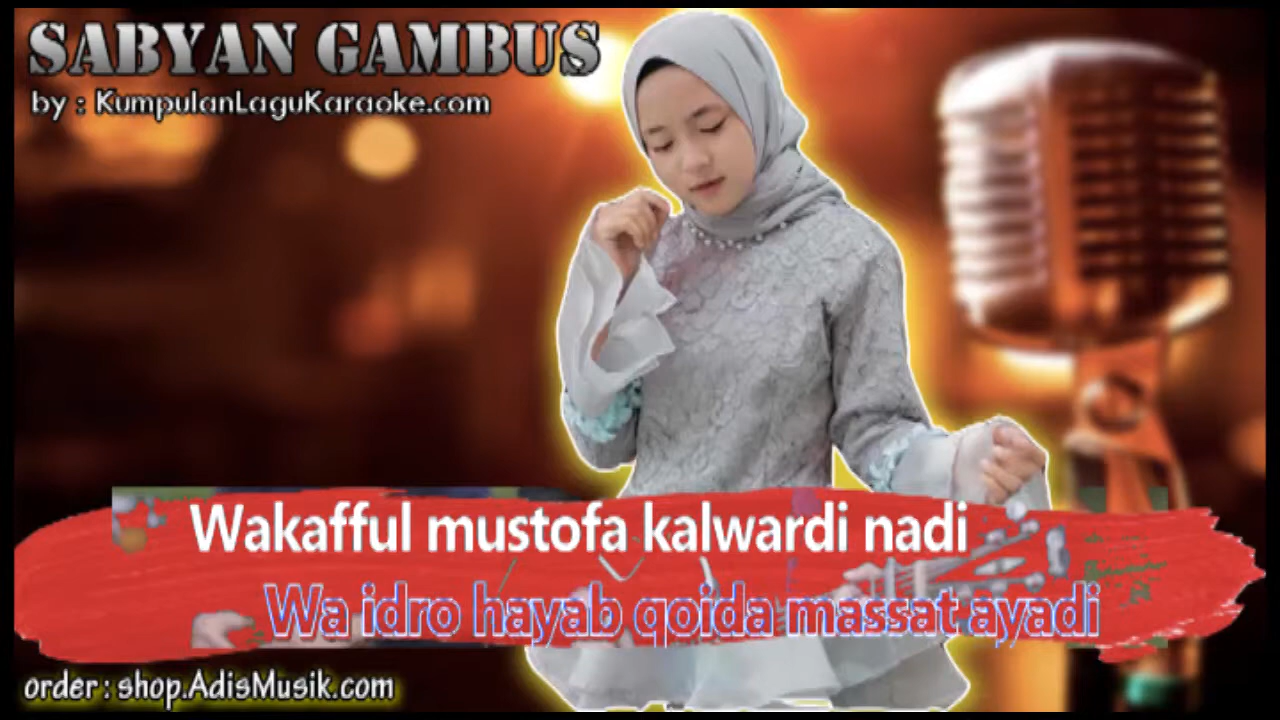 SABYAN GAMBUS
by : KumpulanLaguKaraoke.com
Wakafful mustofa kalwardi nadi
Wa idro hayab qoida massat ayadi
order : shop.AdisMusik.com